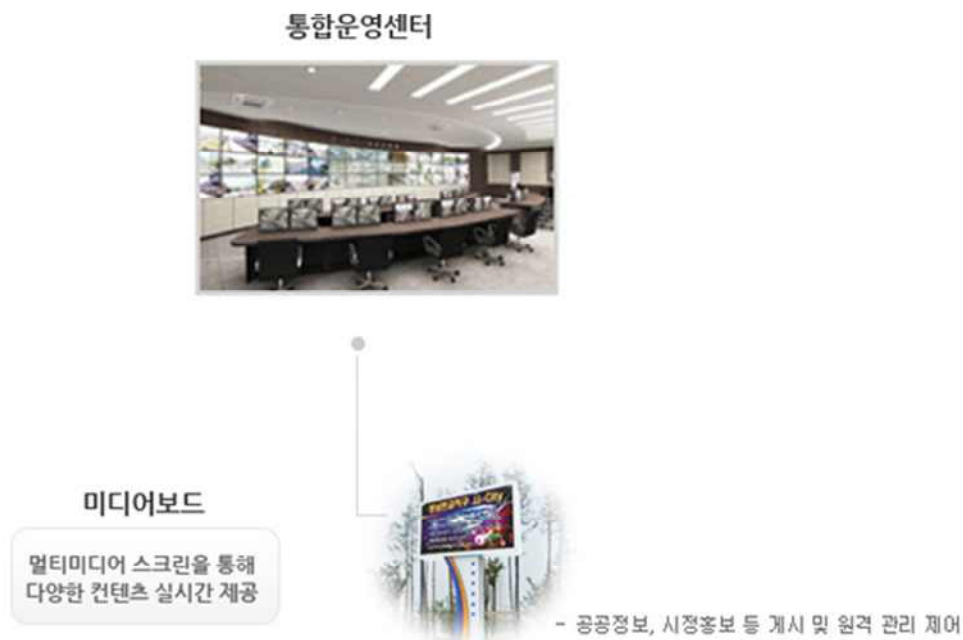 통합운영센터
미디어보드
멀티미디어 스크린을 통해
다양한 컨텐츠 실시간 제공
- 공공정보, 시정홍보 등 게시 및 원격 관리 제어